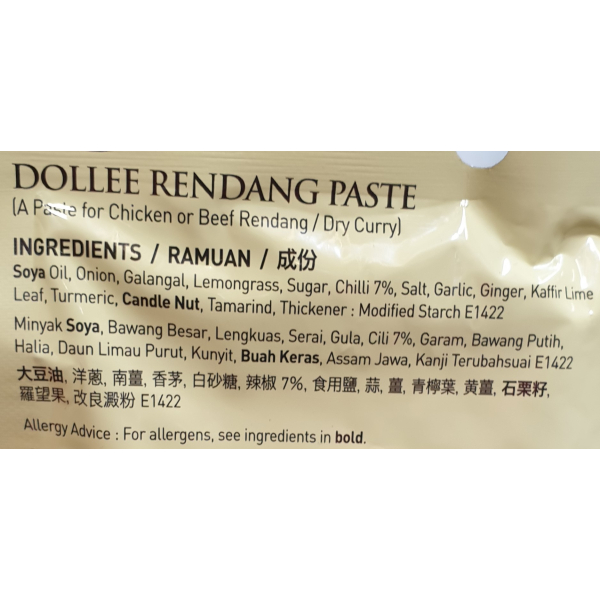 DOLLEE RENDANG PASTE
(A Paste for Chicken or Beef Rendang / Dry Curry)
INGREDIENTS / RAMUAN / 成份
Soya Oil, Onion, Galangal, Lemongrass, Sugar, Chilli 7%, Salt, Garlic, Ginger, Kaffir Lime
Leaf, Turmeric, Candle Nut, Tamarind, Thickener : Modified Starch E1422
Minyak Soya, Bawang Besar, Lengkuas, Serai, Gula, Cili 7%, Garam, Bawang Putih,
Halia, Daun Limau Purut, Kunyit, Buah Keras, Assam Jawa, Kanji Terubahsuai E1422
大豆油, 洋蔥, 南薑, 香茅, 白砂糖, 辣椒 7%, 食用鹽, 蒜, 薑, 青檸葉, 黄薑, 石栗籽,
羅望果, 改良澱粉 E1422
Allergy Advice : For allergens, see ingredients in bold.